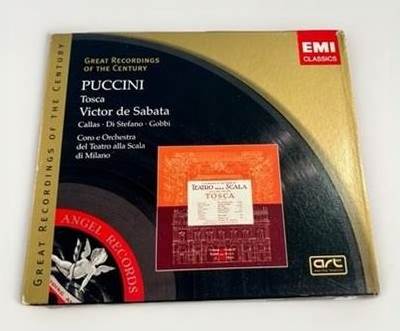 GREAT RECORDINGS
OF THE CENTURY
EMI
CLASSICS
PUCCINI
Tosca
Victor de Sabata
Callas · Di Stefano · Gobbi
Coro e Orchestra
del Teatro alla Scala
di Milano
GREAT RECORDINGS OF THE CENTURY
ANGEL RECORDS
TEATRO ALLA SCALA
TOSCA
art